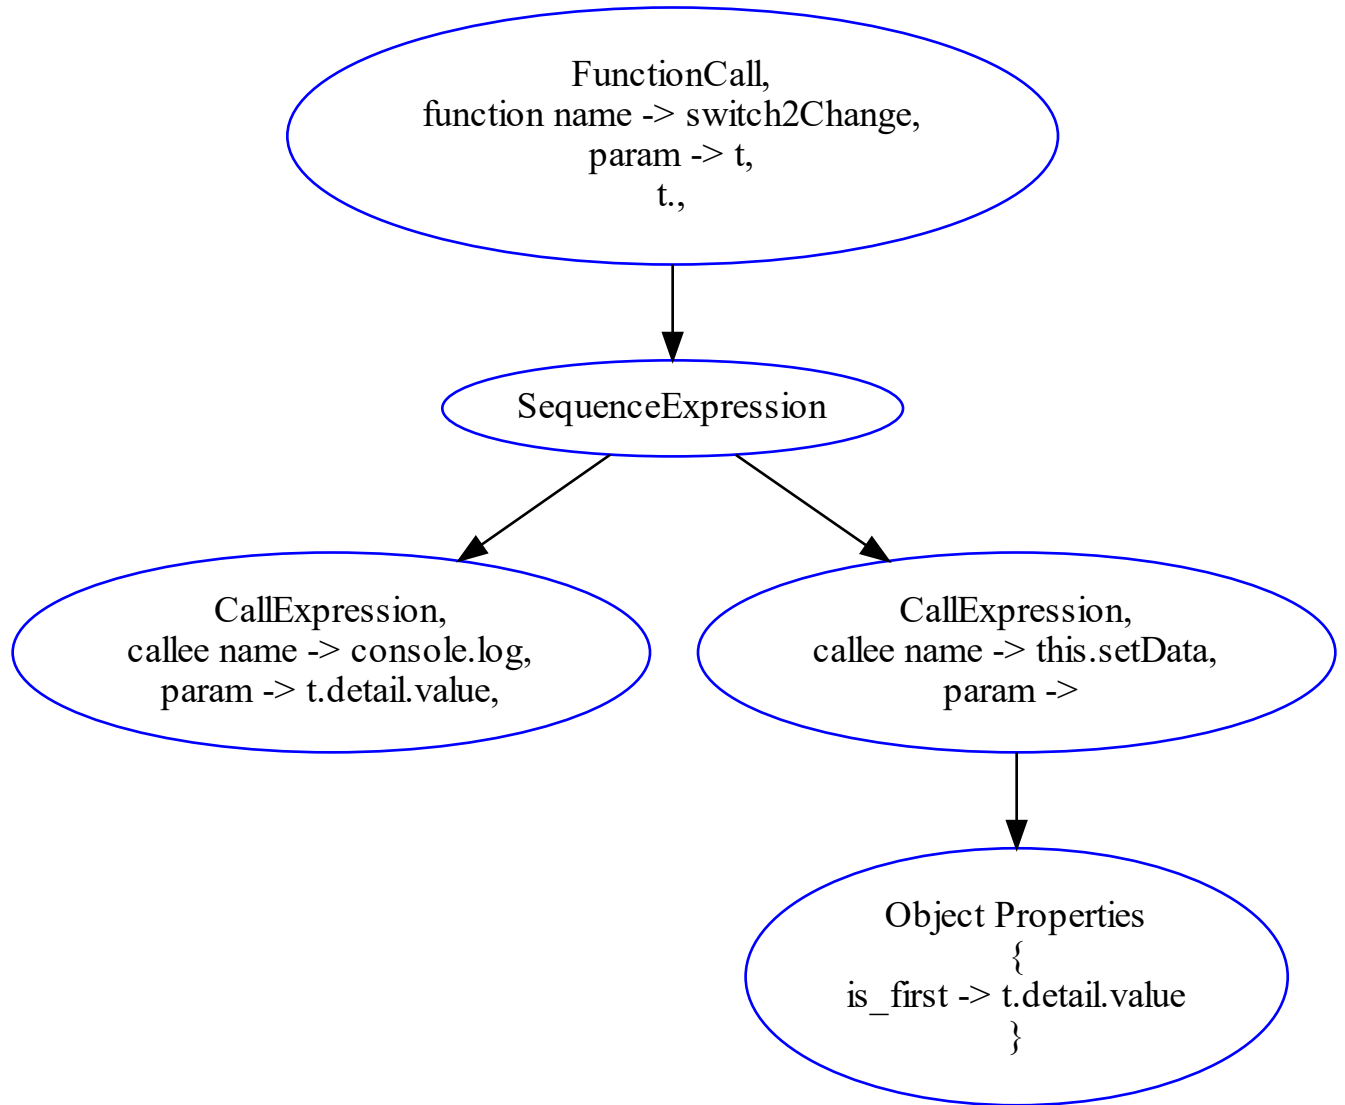 FunctionCall,
function name -> switch2Change,
param -> t,
t.,
SequenceExpression
CallExpression,
callee name -> console.log,
param -> t.detail.value,
CallExpression,
callee name -> this.setData,
param ->
Object Properties
{
is_first -> t.detail.value
}